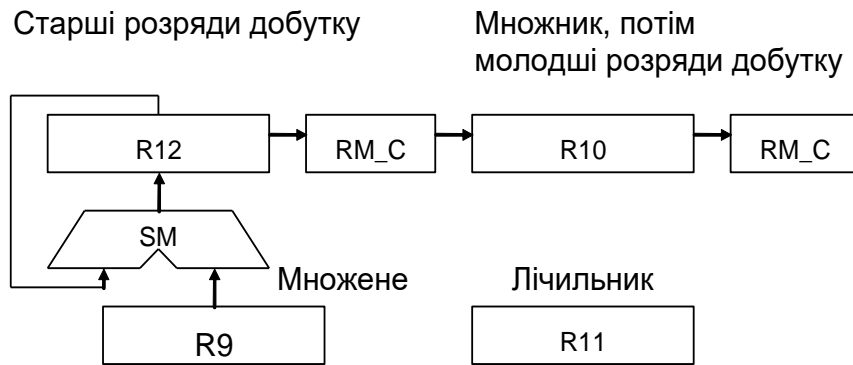 Старші розряди добутку
Множник, потім
молодші розряди добутку
R12
RM_C
R10
RM_C
SM
Множене
Лічильник
R9
R11